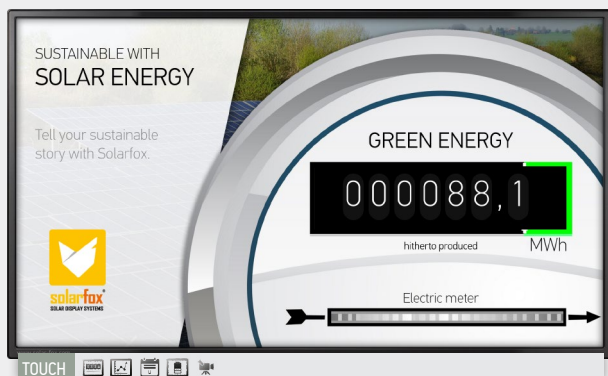 SUSTAINABLE WITH
SOLAR ENERGY
Tell your sustainable
story with Solarfox.
solarfox®
SOLAR DISPLAY SYSTEMS
GREEN ENERGY
000088,1
hitherto produced
MWh
Electric meter
TOUCH